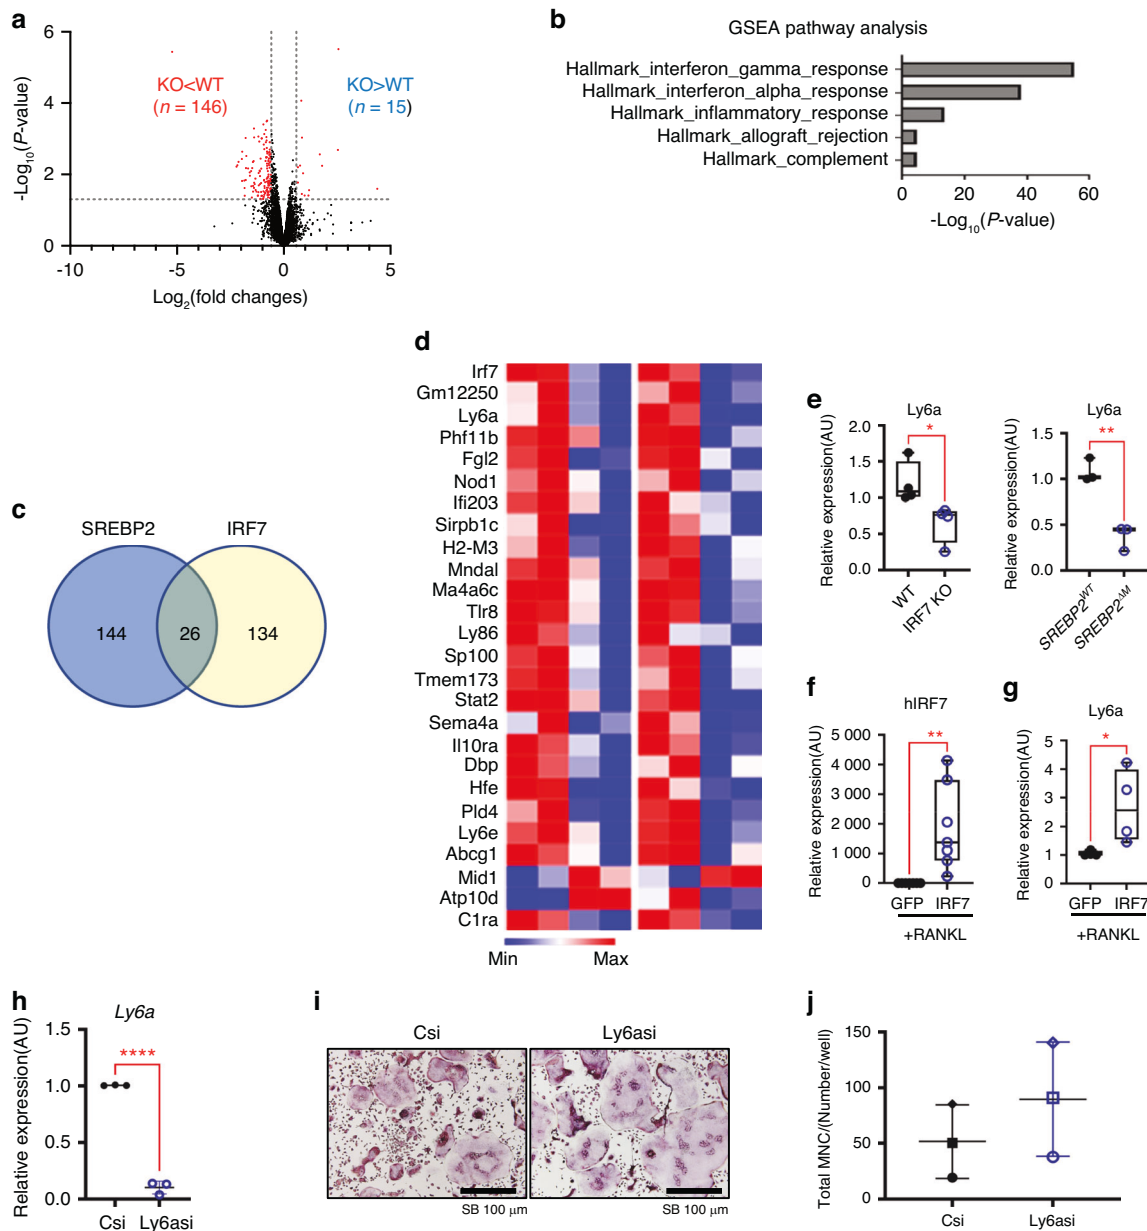 a
6
4
2
0
-10
-5
0
5
-Log10(P-value)
Log2(fold changes)
KO<WT
(n = 146)
KO>WT
(n = 15)
b
GSEA pathway analysis
Hallmark_interferon_gamma_response
Hallmark_interferon_alpha_response
Hallmark_inflammatory_response
Hallmark_allograft_rejection
Hallmark_complement
0
20
40
60
-Log10(P-value)
c
SREBP2
IRF7
144
26
134
d
Irf7
Gm12250
Ly6a
Phf11b
Fgl2
Nod1
Ifi203
Sirpb1c
H2-M3
Mndal
Ma4a6c
Tlr8
Ly86
Sp100
Tmem173
Stat2
Sema4a
Il10ra
Dbp
Hfe
Pld4
Ly6e
Abcg1
Mid1
Atp10d
C1ra
Min
Max
e
Ly6a
Relative expression(AU)
2.0
1.5
1.0
0.5
0.0
*
WT
IRF7 KO
Ly6a
Relative expression(AU)
1.5
1.0
0.5
0.0
**
SREBP2WT
SREBP2ΔM
f
hIRF7
Relative expression(AU)
5 000
4 000
3 000
2 000
1 000
0
**
GFP
IRF7
+RANKL
g
Ly6a
Relative expression(AU)
5
4
3
2
1
0
*
GFP
IRF7
+RANKL
h
Ly6a
Relative expression(AU)
1.5
1.0
0.5
0.0
****
Csi
Ly6asi
i
Csi
Ly6asi
SB 100 μm
SB 100 μm
j
Total MNC/(Number/well)
150
100
50
0
Csi
Ly6asi